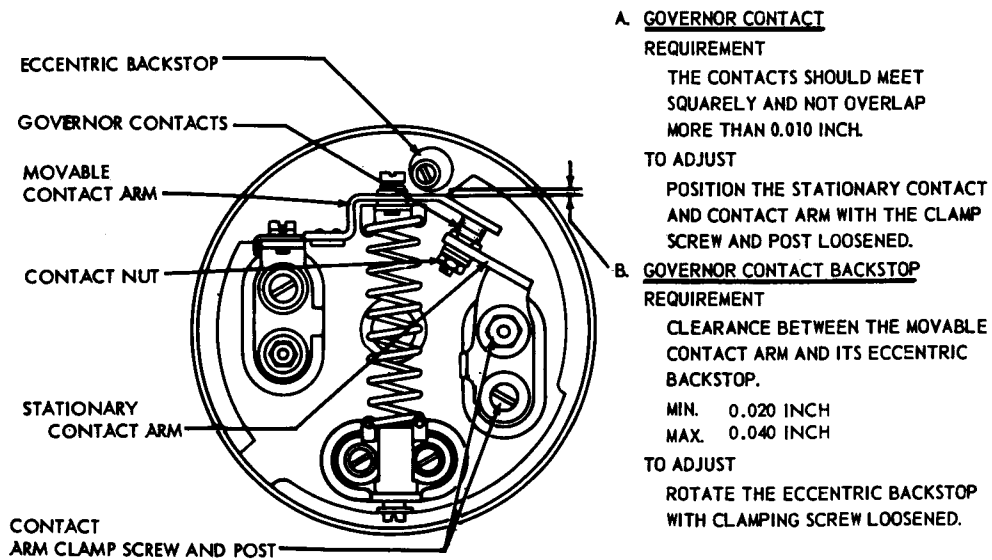 ECCENTRIC BACKSTOP
GOVERNOR CONTACTS
MOVABLE
CONTACT ARM
CONTACT NUT
STATIONARY
CONTACT ARM
CONTACT
ARM CLAMP SCREW AND POST
A. GOVERNOR CONTACT
REQUIREMENT
THE CONTACTS SHOULD MEET
SQUARELY AND NOT OVERLAP
MORE THAN 0.010 INCH.
TO ADJUST
POSITION THE STATIONARY CONTACT
AND CONTACT ARM WITH THE CLAMP
SCREW AND POST LOOSENED.
B. GOVERNOR CONTACT BACKSTOP
REQUIREMENT
CLEARANCE BETWEEN THE MOVABLE
CONTACT ARM AND ITS ECCENTRIC
BACKSTOP.
MIN. 0.020 INCH
MAX. 0.040 INCH
TO ADJUST
ROTATE THE ECCENTRIC BACKSTOP
WITH CLAMPING SCREW LOOSENED.